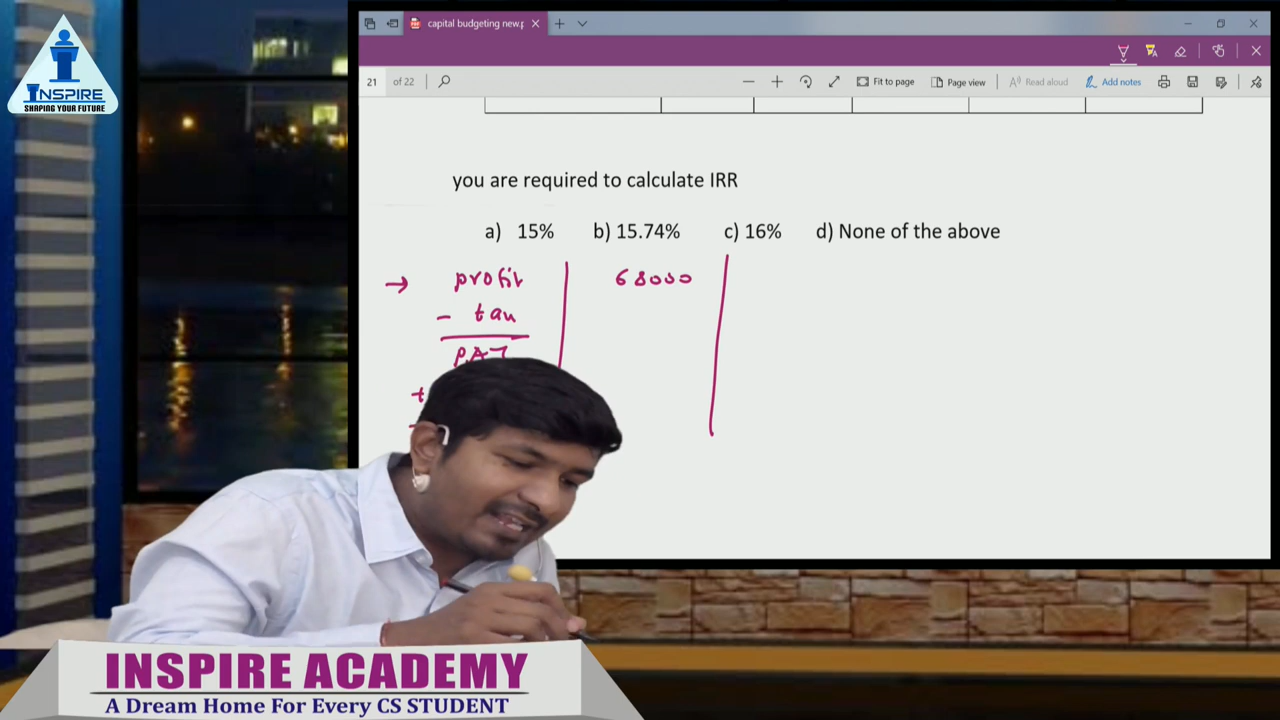 INSPIRE
SHAPING YOUR FUTURE
capital budgeting new.p
21 of 22
Fit to page
Page view
Read aloud
Add notes
you are required to calculate IRR
a) 15% b) 15.74% c) 16% d) None of the above
→ profit 68000
- tax
PAT
+
INSPIRE ACADEMY
A Dream Home For Every CS STUDENT